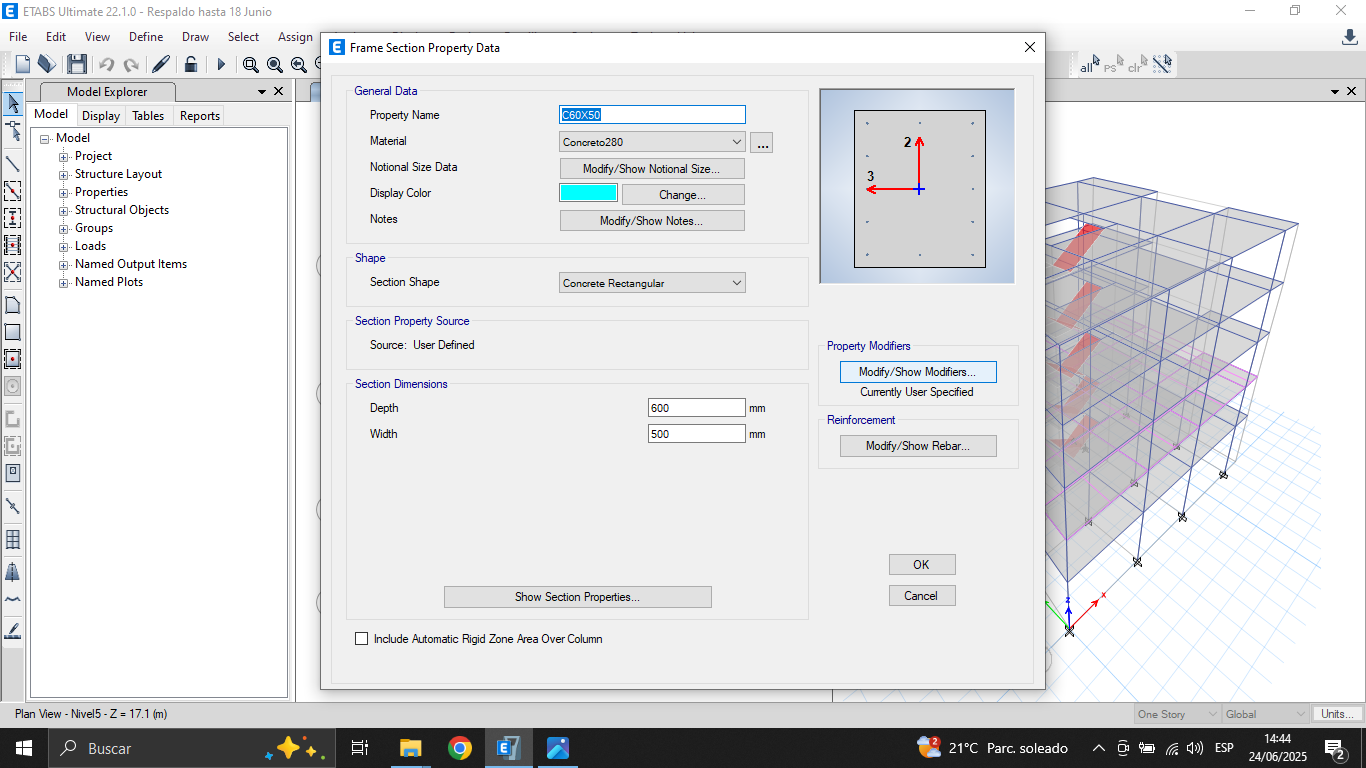 ETABS Ultimate 22.1.0 - Respaldo hasta 18 Junio
File Edit View Define Draw Select Assign
Frame Section Property Data
all PS clr
Model Explorer
Model Display Tables Reports
Model
Project
Structure Layout
Properties
Structural Objects
Groups
Loads
Named Output Items
Named Plots
General Data
Property Name C60X50
Material Concreto280 ...
Notional Size Data Modify/Show Notional Size...
Display Color Change...
Notes Modify/Show Notes...
2
3
Shape
Section Shape Concrete Rectangular
Section Property Source
Source: User Defined
Section Dimensions
Depth 600 mm
Width 500 mm
Show Section Properties...
Include Automatic Rigid Zone Area Over Column
Property Modifiers
Modify/Show Modifiers...
Currently User Specified
Reinforcement
Modify/Show Rebar...
OK
Cancel
Z X
Plan View - Nivel5 - Z = 17.1 (m) One Story Global Units...
Buscar 21°C Parc. soleado ESP 14:44
24/06/2025
2
2